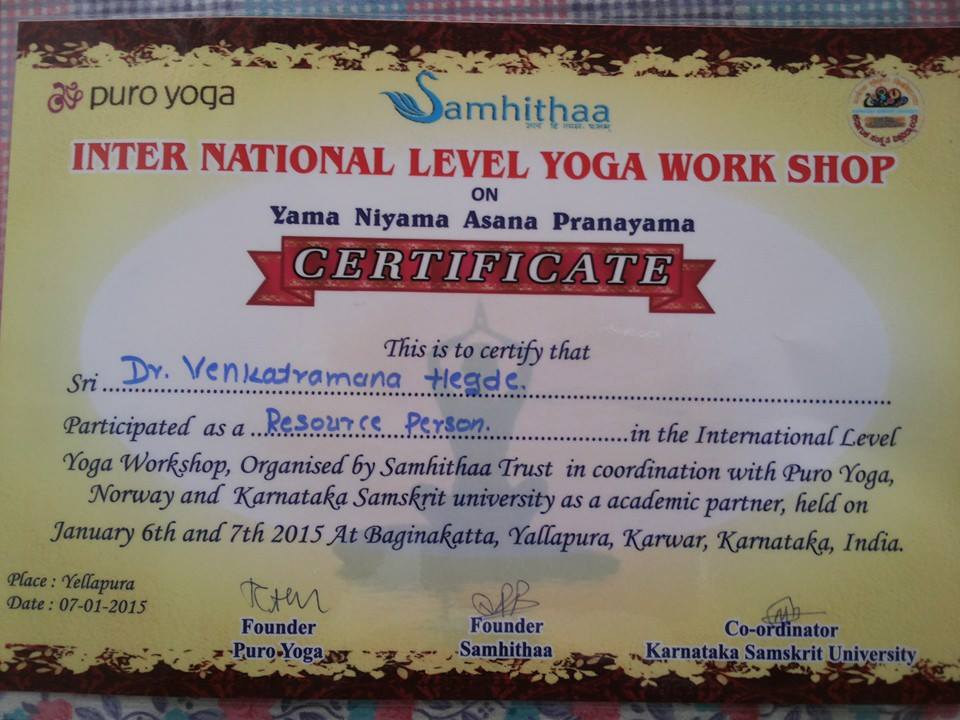 puro yoga
Samhithaa
INTER NATIONAL LEVEL YOGA WORK SHOP
ON
Yama Niyama Asana Pranayama
CERTIFICATE
This is to certify that
Sri Dr. Venkatramana Hegde.
Participated as a Resource Person. in the International Level
Yoga Workshop, Organised by Samhithaa Trust in coordination with Puro Yoga,
Norway and Karnataka Samskrit university as a academic partner, held on
January 6th and 7th 2015 At Baginakatta, Yallapura, Karwar, Karnataka, India.
Place : Yellapura
Date : 07-01-2015
Founder
Puro Yoga
Founder
Samhithaa
Co-ordinator
Karnataka Samskrit University